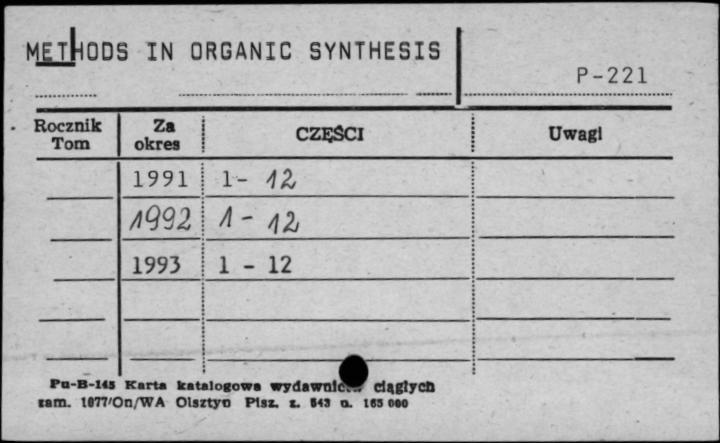 METHODS IN ORGANIC SYNTHESIS
P-221
Rocznik Tom Za okres CZĘŚCI Uwagi
1991 1- 12
1992 1 - 12
1993 1 - 12
Pu-B-145 Karta katalogowa ciągłych
zam. 1077/On/WA Olsztyn Pisz. z. 543 n. 165 000